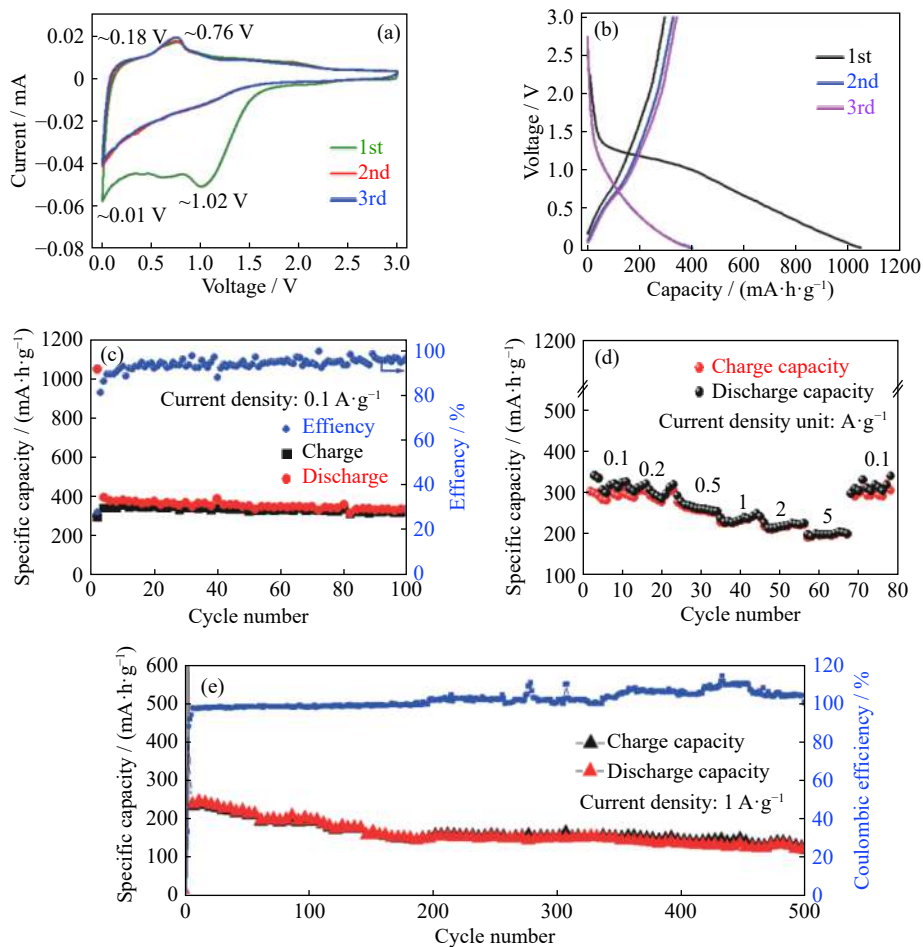 (a)
~0.18 V
~0.76 V
0.02
0
−0.02
−0.04
−0.06
−0.08
Current / mA
1st
2nd
3rd
~0.01 V
~1.02 V
0.0 0.5 1.0 1.5 2.0 2.5 3.0
Voltage / V
(b)
3.0
2.5
2.0
1.5
1.0
0.5
0
Voltage / V
1st
2nd
3rd
0 200 400 600 800 1000 1200
Capacity / (mA·h·g⁻¹)
(c)
1200
1000
800
600
400
200
0
Specific capacity / (mA·h·g⁻¹)
Current density: 0.1 A·g⁻¹
Effiency
Charge
Discharge
100
80
60
40
20
0
Effiency / %
0 20 40 60 80 100
Cycle number
(d)
1200
400
300
200
100
Specific capacity / (mA·h·g⁻¹)
Charge capacity
Discharge capacity
Current density unit: A·g⁻¹
0.1
0.2
0.5
1
2
5
0.1
0 10 20 30 40 50 60 70 80
Cycle number
(e)
600
500
400
300
200
100
0
Specific capacity / (mA·h·g⁻¹)
Charge capacity
Discharge capacity
Current density: 1 A·g⁻¹
120
100
80
60
40
20
0
Coulombic efficiency / %
0 100 200 300 400 500
Cycle number